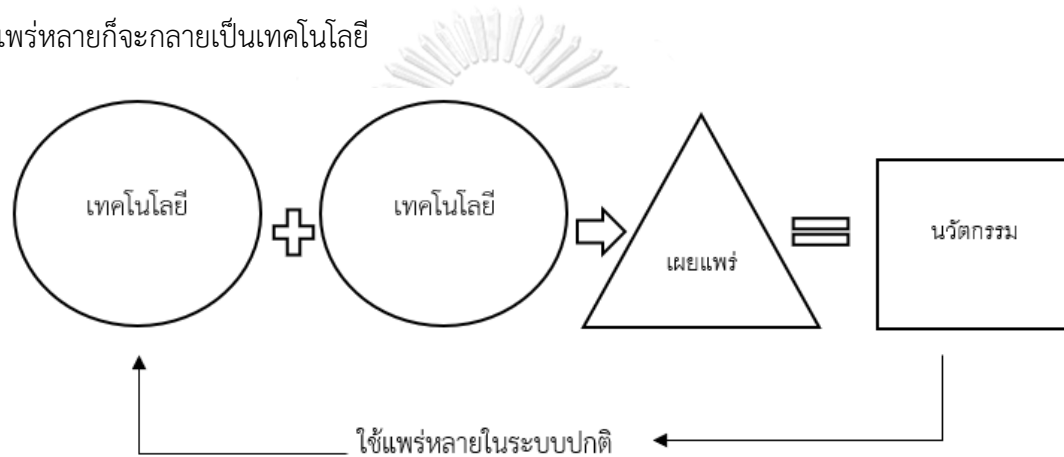 แพร่หลายก็จะกลายเป็นเทคโนโลยี
เทคโนโลยี
เทคโนโลยี
เผยแพร่
นวัตกรรม
ใช้แพร่หลายในระบบปกติ